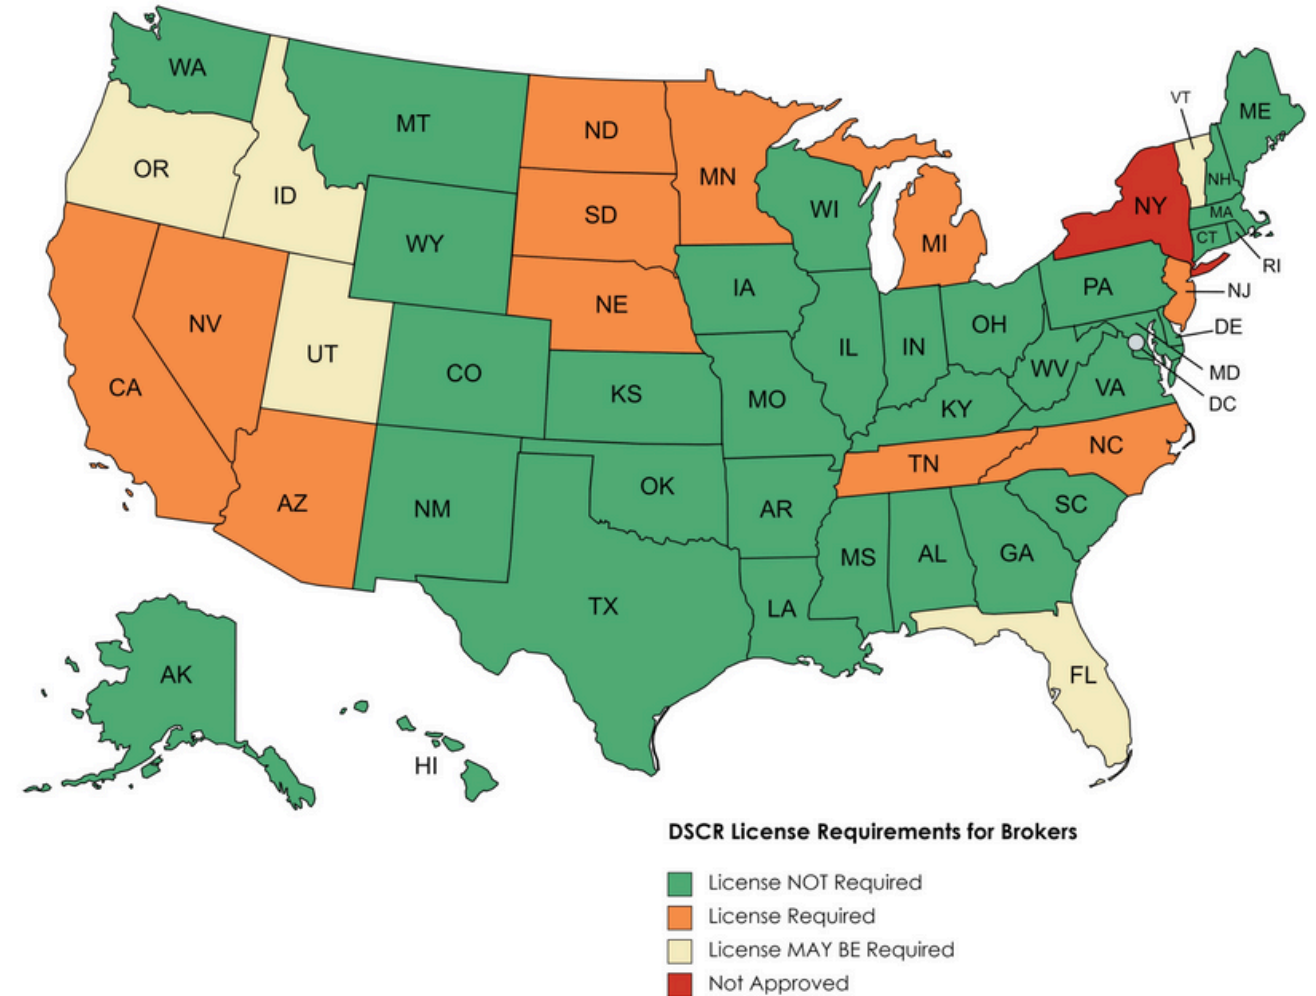 WA
MT
ND
MN
VT
ME
OR
ID
SD
WI
NH
NY
MA
WY
MI
CT
RI
NE
IA
PA
NJ
NV
UT
IL
IN
OH
DE
CO
WV
MD
CA
KS
MO
KY
VA
DC
TN
NC
AZ
NM
OK
AR
SC
MS
AL
GA
TX
LA
AK
FL
HI
DSCR License Requirements for Brokers
License NOT Required
License Required
License MAY BE Required
Not Approved